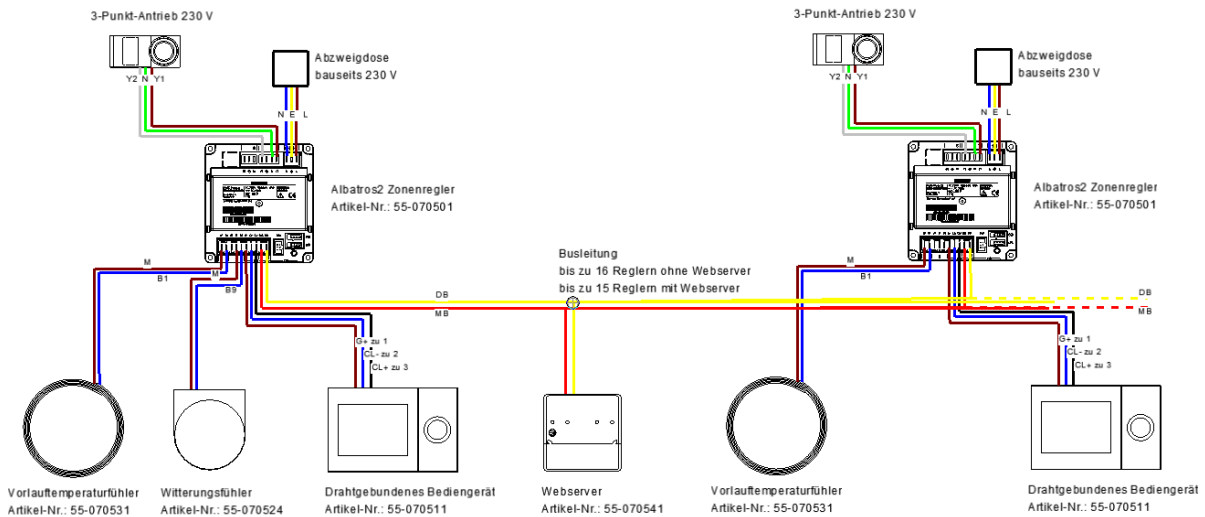 3-Punkt-Antrieb 230 V
Y2 N Y1
Abzweigdose
bauseits 230 V
N E L
Albatros2 Zonenregler
Artikel-Nr.: 55-070501
M
B1
M
B9
DB
MB
G+ zu 1
CL- zu 2
CL+ zu 3
Busleitung
bis zu 16 Reglern ohne Webserver
bis zu 15 Reglern mit Webserver
3-Punkt-Antrieb 230 V
Y2 N Y1
Abzweigdose
bauseits 230 V
N E L
Albatros2 Zonenregler
Artikel-Nr.: 55-070501
M
B1
DB
MB
G+ zu 1
CL- zu 2
CL+ zu 3
Vorlauftemperaturfühler
Artikel-Nr.: 55-070531
Witterungsfühler
Artikel-Nr.: 55-070524
Drahtgebundenes Bediengerät
Artikel-Nr.: 55-070511
Webserver
Artikel-Nr.: 55-070541
Vorlauftemperaturfühler
Artikel-Nr.: 55-070531
Drahtgebundenes Bediengerät
Artikel-Nr.: 55-070511